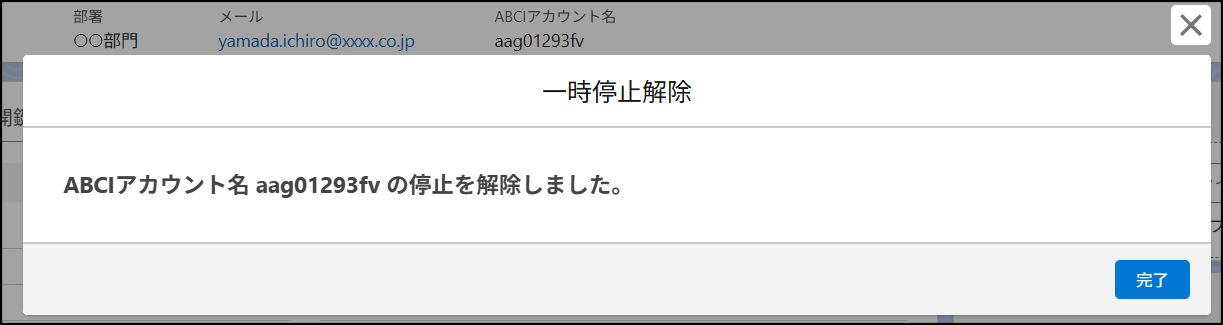 部署 メール ABCIアカウント名
〇〇部門 yamada.ichiro@xxxx.co.jp aag01293fv
一時停止解除
ABCIアカウント名 aag01293fv の停止を解除しました。
完了